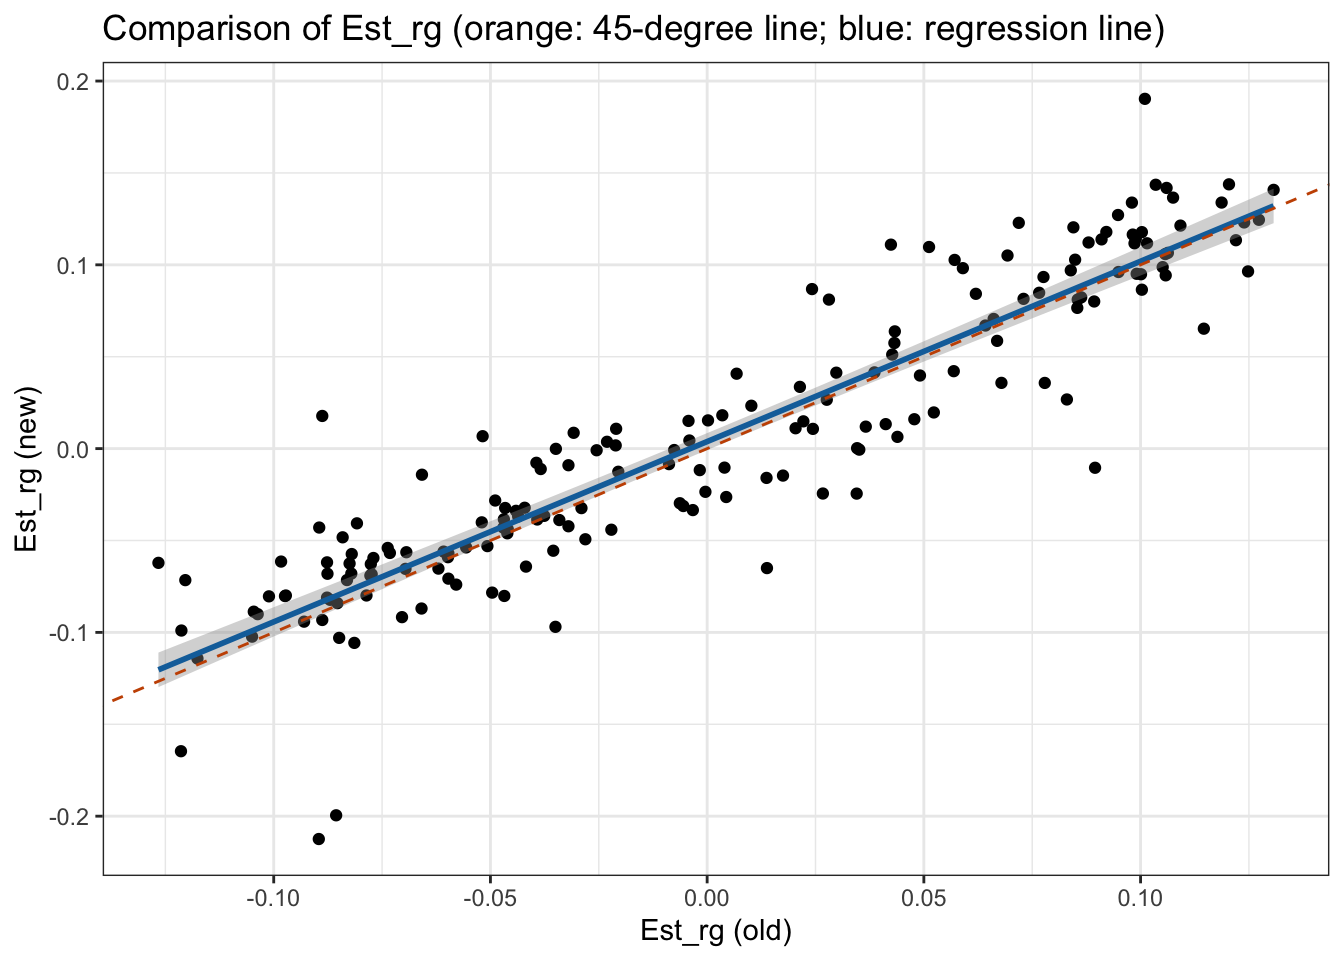 Comparison of Est_rg (orange: 45-degree line; blue: regression line)
0.2
0.1
0.0
-0.1
-0.2
Est_rg (new)
-0.10 -0.05 0.00 0.05 0.10
Est_rg (old)